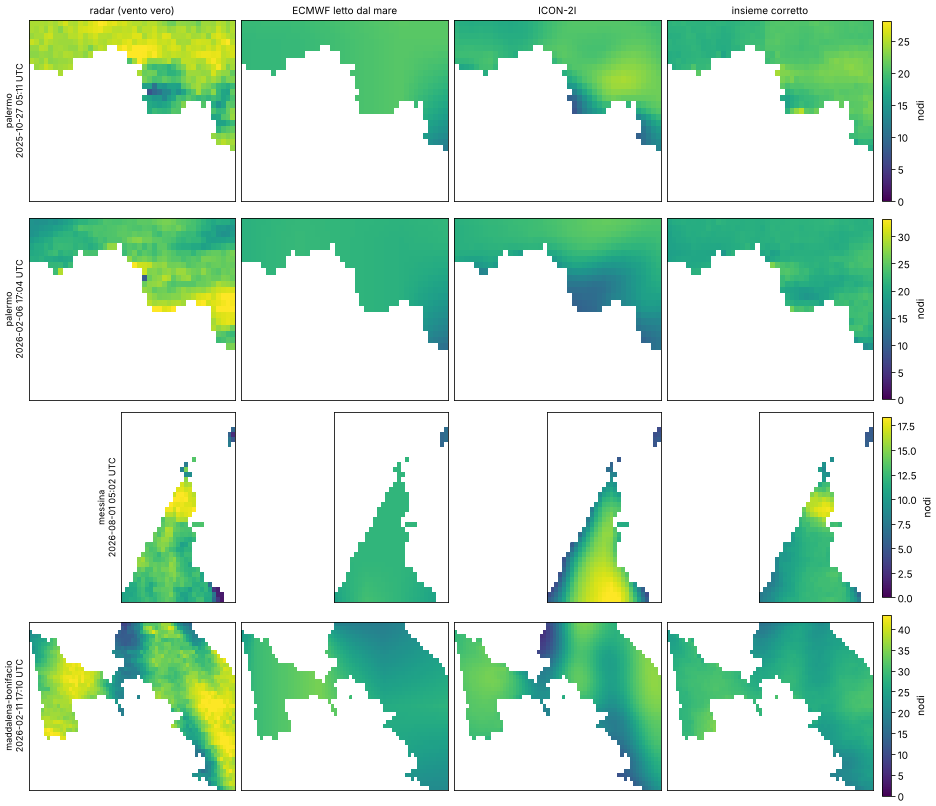 radar (vento vero)
ECMWF letto dal mare
ICON-2I
insieme corretto
palermo
2025-10-27 05:11 UTC
25
20
15
10
5
0
nodi
palermo
2026-02-06 17:04 UTC
30
25
20
15
10
5
0
nodi
messina
2026-08-01 05:02 UTC
17.5
15.0
12.5
10.0
7.5
5.0
2.5
0.0
nodi
maddalena-bonifacio
2026-02-11 17:10 UTC
40
35
30
25
20
15
10
5
0
nodi